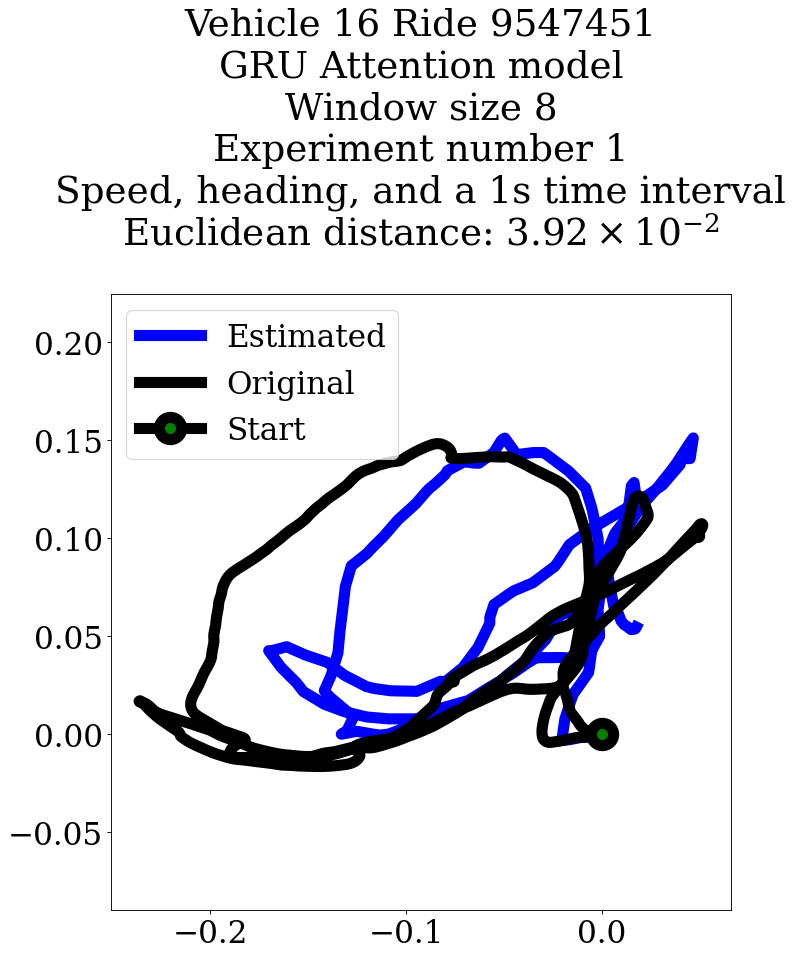 Vehicle 16 Ride 9547451
GRU Attention model
Window size 8
Experiment number 1
Speed, heading, and a 1s time interval
Euclidean distance: 3.92 × 10⁻²
Estimated
Original
Start
0.20
0.15
0.10
0.05
0.00
−0.05
−0.2 −0.1 0.0